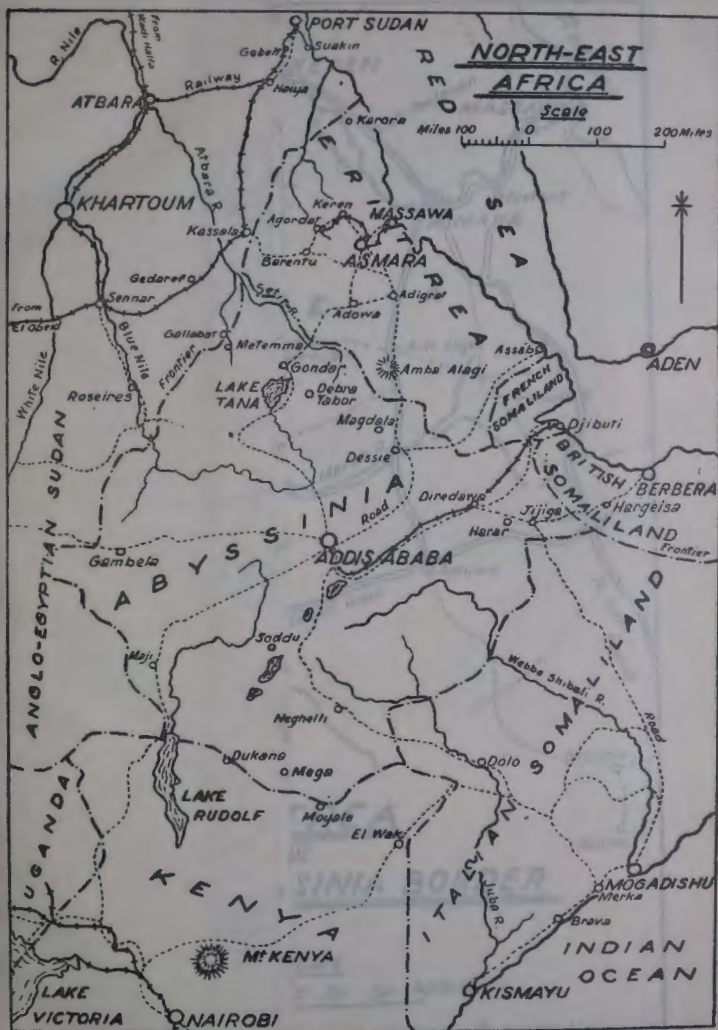 PORT SUDAN
R. Nile
From
Wadi Halfa
Gebeit
Suakin
RED SEA
NORTH-EAST
AFRICA
Scale
Miles 100 0 100 200 Miles
Railway
Haiya
ATBARA
Atbara R.
Karora
ERITREA
KHARTOUM
Keren
MASSAWA
Agordat
Kassala
ASMARA
Barentu
Gedaref
Adigrat
Sennar
From
El Obeid
Adowa
Gallabat
Metemma
Assab
ADEN
Blue Nile
Frontier
Gondar
Amba Alagi
White Nile
LAKE
TANA
Debra
Tabor
FRENCH
SOMALILAND
Roseires
Magdala
Djibuti
Dessie
BRITISH
SOMALILAND
BERBERA
Diredawa
Hargeisa
ANGLO-EGYPTIAN SUDAN
ABYSSINIA
Road
Harar
Jijiga
Frontier
ADDIS ABABA
Gambela
Soddu
Maji
Webbe Shibali R.
Road
ITALIAN SOMALILAND
Neghelli
Dukana
Mega
Dolo
LAKE
RUDOLF
Moyale
El Wak
UGANDA
KENYA
MOGADISHU
Merka
Juba R.
Brava
INDIAN
OCEAN
Mt KENYA
LAKE
VICTORIA
NAIROBI
KISMAYU
SINIA BORDER